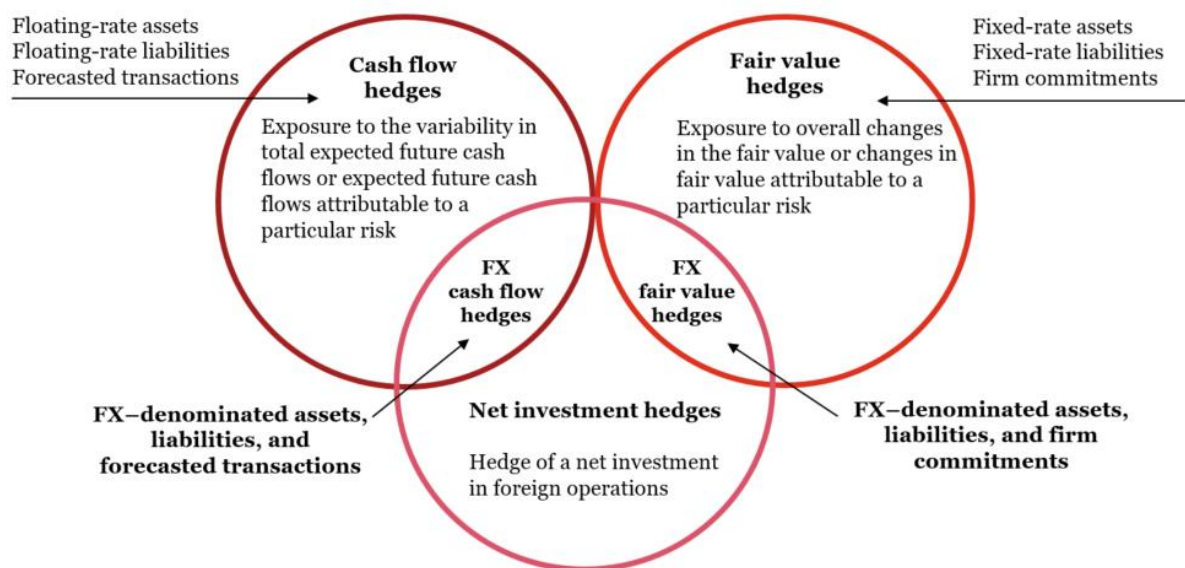 Floating-rate assets
Floating-rate liabilities
Forecasted transactions
Cash flow
hedges
Exposure to the variability in
total expected future cash
flows or expected future cash
flows attributable to a
particular risk
Fair value
hedges
Exposure to overall changes
in the fair value or changes in
fair value attributable to a
particular risk
Fixed-rate assets
Fixed-rate liabilities
Firm commitments
FX
cash flow
hedges
FX
fair value
hedges
FX–denominated assets,
liabilities, and
forecasted transactions
Net investment hedges
Hedge of a net investment
in foreign operations
FX–denominated assets,
liabilities, and firm
commitments